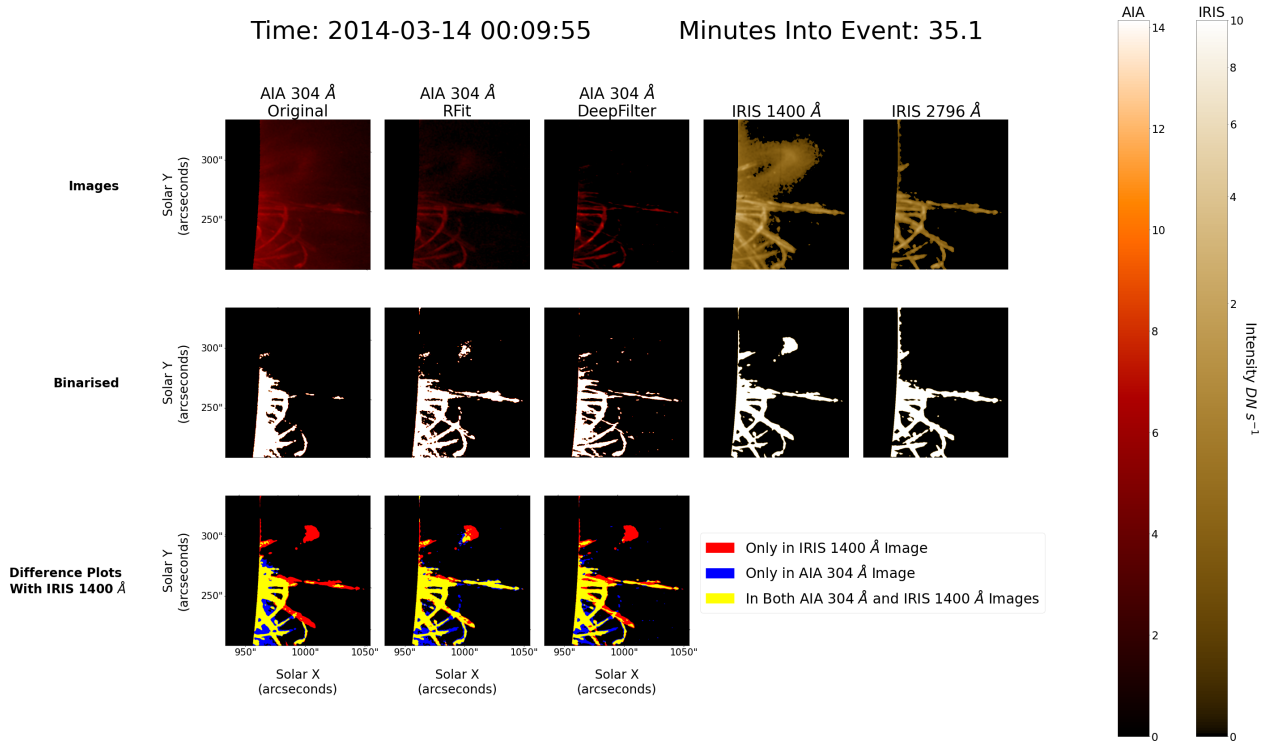 Time: 2014-03-14 00:09:55 Minutes Into Event: 35.1
AIA IRIS
AIA 304 Å
Original
AIA 304 Å
RFit
AIA 304 Å
DeepFilter
IRIS 1400 Å
IRIS 2796 Å
Images
Solar Y
(arcseconds)
300"
250"
Binarised
Solar Y
(arcseconds)
300"
250"
Difference Plots
With IRIS 1400 Å
Solar Y
(arcseconds)
300"
250"
950" 1000" 1050"
950" 1000" 1050"
950" 1000" 1050"
Solar X
(arcseconds)
Solar X
(arcseconds)
Solar X
(arcseconds)
Only in IRIS 1400 Å Image
Only in AIA 304 Å Image
In Both AIA 304 Å and IRIS 1400 Å Images
14
12
10
8
6
4
2
0
10
8
6
4
2
0
Intensity DN s⁻¹